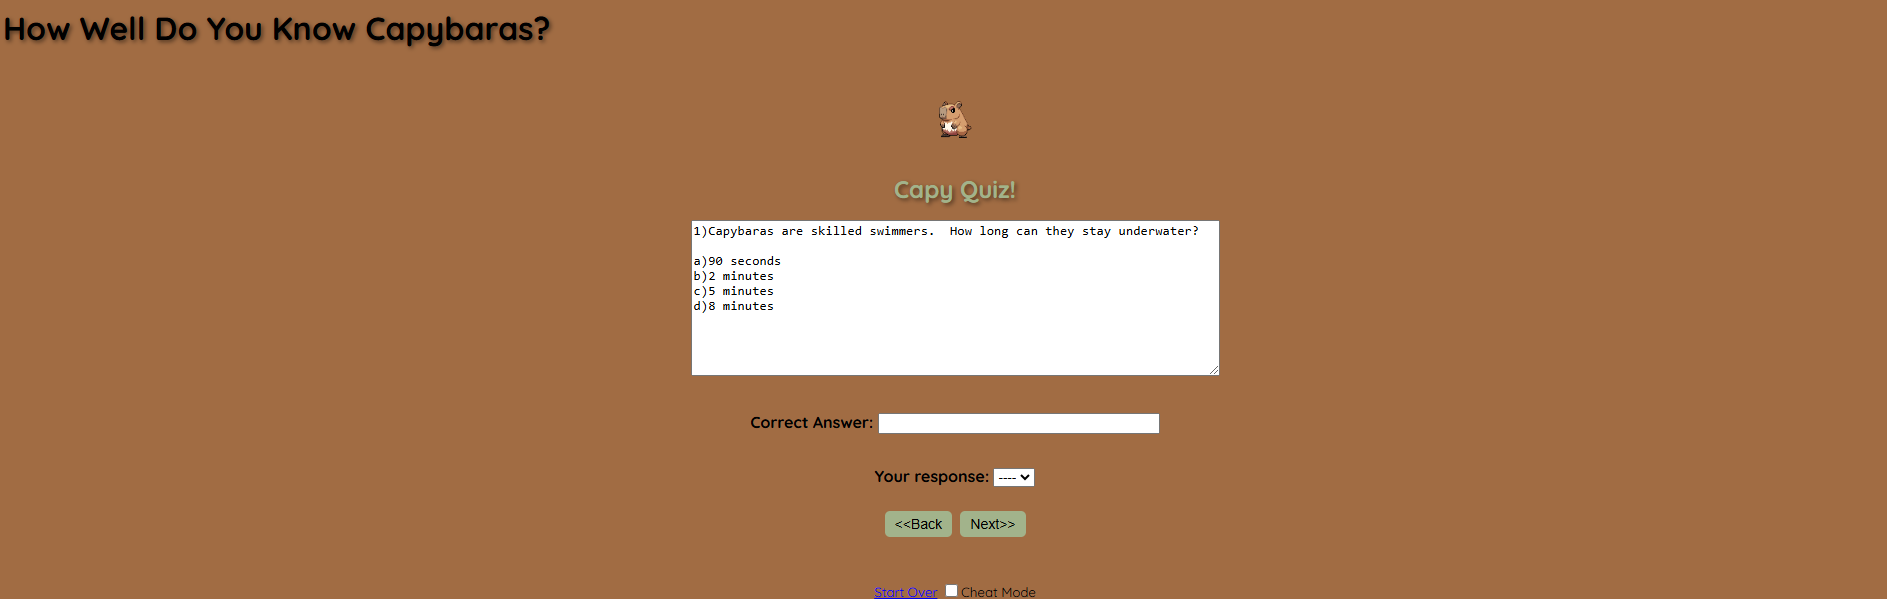 How Well Do You Know Capybaras?
Capy Quiz!
1)Capybaras are skilled swimmers.  How long can they stay underwater?
a)90 seconds
b)2 minutes
c)5 minutes
d)8 minutes
Correct Answer:
Your response: ----
<<Back Next>>
Start Over Cheat Mode